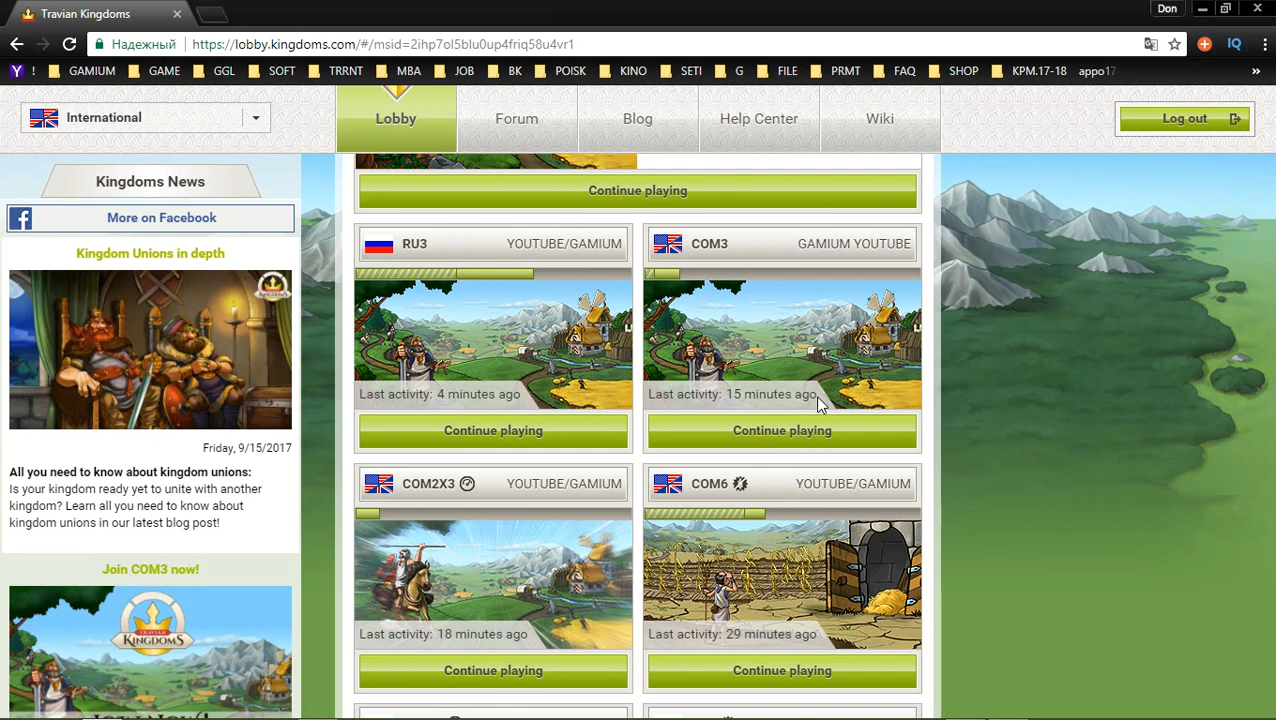 Travian Kingdoms
Don
Надежный
https://lobby.kingdoms.com/#/msid=2ihp7ol5blu0up4friq58u4vr1
IQ
Y ! GAMIUM GAME GGL SOFT TRRNT MBA JOB BK POISK KINO SETI G FILE PRMT FAQ SHOP KPM.17-18 appo17 »
International
Lobby
Forum
Blog
Help Center
Wiki
Log out
Kingdoms News
f More on Facebook
Kingdom Unions in depth
Friday, 9/15/2017
All you need to know about kingdom unions:
Is your kingdom ready yet to unite with another
kingdom? Learn all you need to know about
kingdom unions in our latest blog post!
Join COM3 now!
TRAVIAN
KINGDOMS
Continue playing
RU3 YOUTUBE/GAMIUM
Last activity: 4 minutes ago
Continue playing
COM3 GAMIUM YOUTUBE
Last activity: 15 minutes ago
Continue playing
COM2X3 YOUTUBE/GAMIUM
Last activity: 18 minutes ago
Continue playing
COM6 YOUTUBE/GAMIUM
Last activity: 29 minutes ago
Continue playing